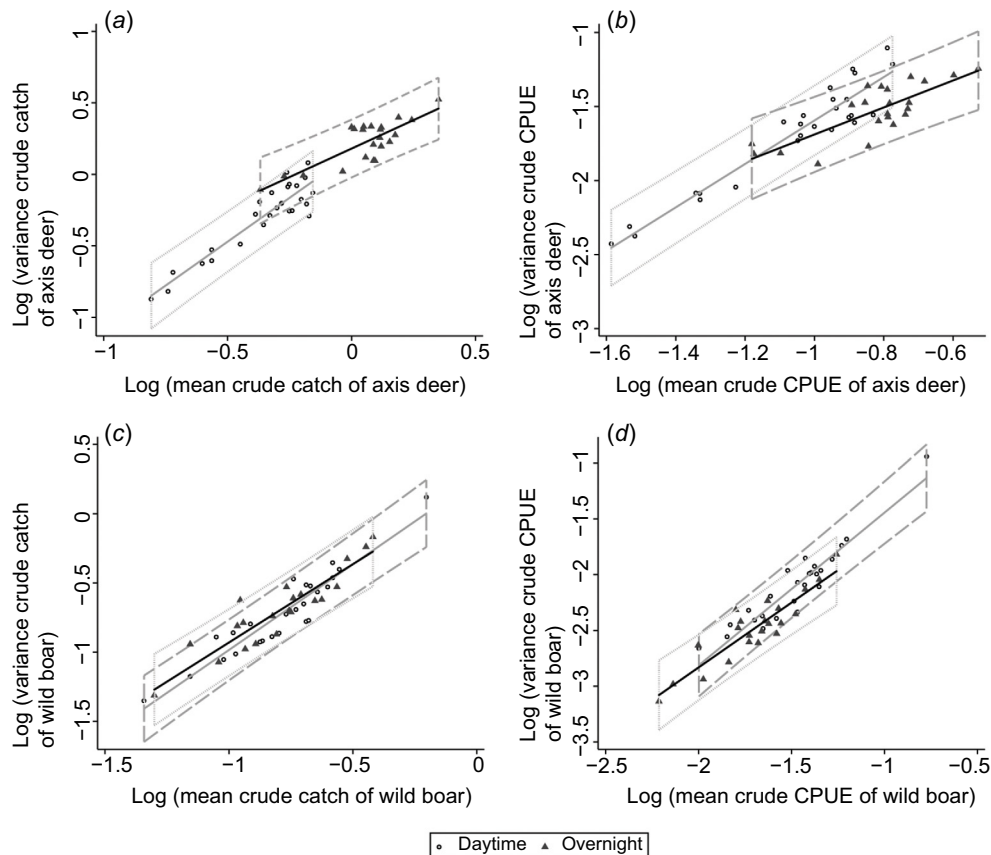 (a)
Log (variance crude catch
of axis deer)
0.5
0
−0.5
−1
−1
−0.5
0
0.5
Log (mean crude catch of axis deer)
(b)
Log (variance crude CPUE
of axis deer)
−1
−1.5
−2
−2.5
−3
−1.6
−1.4
−1.2
−1
−0.8
−0.6
Log (mean crude CPUE of axis deer)
(c)
Log (variance crude catch
of wild boar)
0.5
0
−0.5
−1
−1.5
−1.5
−1
−0.5
0
Log (mean crude catch of wild boar)
(d)
Log (variance crude CPUE
of wild boar)
−1
−1.5
−2
−2.5
−3
−3.5
−2.5
−2
−1.5
−1
−0.5
Log (mean crude CPUE of wild boar)
Daytime
Overnight